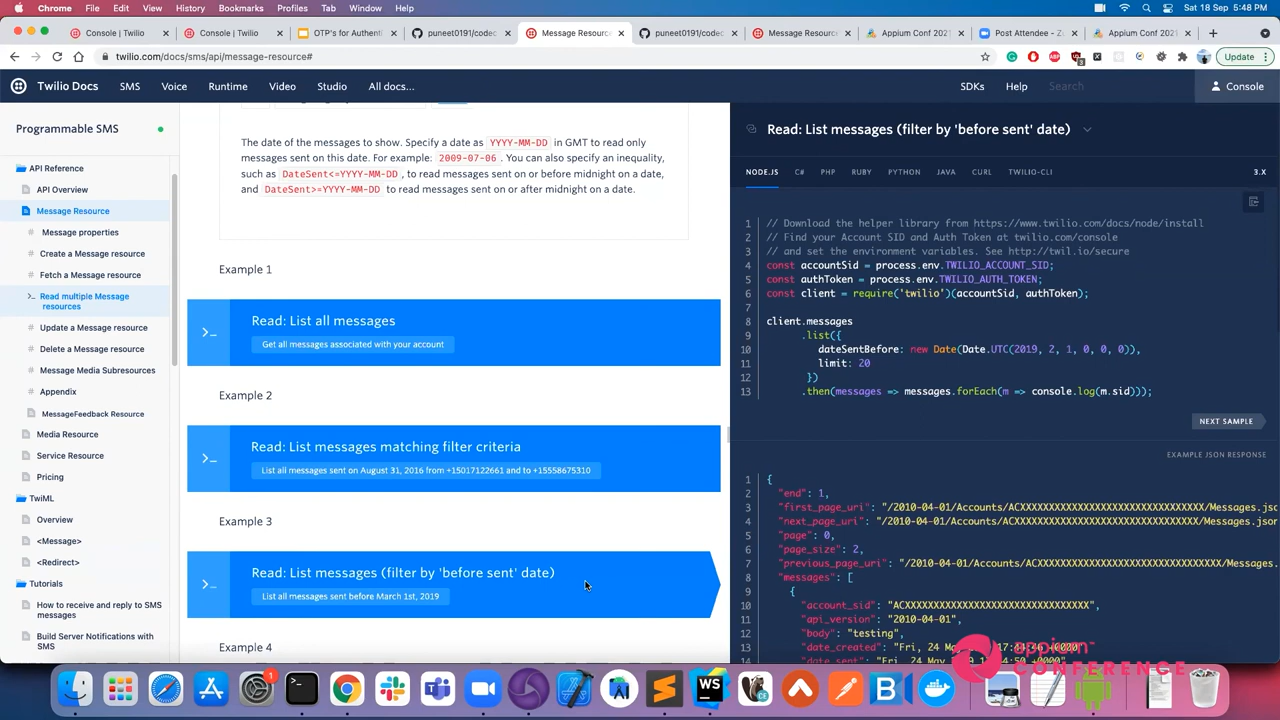 Chrome File Edit View History Bookmarks Profiles Tab Window Help Sat 18 Sep 5:48 PM
Console | Twilio
Console | Twilio
OTP's for Authenti
puneet0191/codec
Message Resource
puneet0191/codec
Message Resource
Appium Conf 2021
Post Attendee - Zo
Appium Conf 2021
twilio.com/docs/sms/api/message-resource#
Update
Twilio Docs SMS Voice Runtime Video Studio All docs... SDKs Help Search Console
Programmable SMS
API Reference
API Overview
Message Resource
Message properties
Create a Message resource
Fetch a Message resource
Read multiple Message
resources
Update a Message resource
Delete a Message resource
Message Media Subresources
Appendix
MessageFeedback Resource
Media Resource
Service Resource
Pricing
TwiML
Overview
<Message>
<Redirect>
Tutorials
How to receive and reply to SMS
messages
Build Server Notifications with
SMS
The date of the messages to show. Specify a date as YYYY-MM-DD in GMT to read only
messages sent on this date. For example: 2009-07-06 . You can also specify an inequality,
such as DateSent<=YYYY-MM-DD , to read messages sent on or before midnight on a date,
and DateSent>=YYYY-MM-DD to read messages sent on or after midnight on a date.
Example 1
Read: List all messages
Get all messages associated with your account
Example 2
Read: List messages matching filter criteria
List all messages sent on August 31, 2016 from +15017122661 and to +15558675310
Example 3
Read: List messages (filter by 'before sent' date)
List all messages sent before March 1st, 2019
Example 4
Read: List messages (filter by 'before sent' date)
NODE.JS C# PHP RUBY PYTHON JAVA CURL TWILIO-CLI 3.X
1 // Download the helper library from https://www.twilio.com/docs/node/install
2 // Find your Account SID and Auth Token at twilio.com/console
3 // and set the environment variables. See http://twil.io/secure
4 const accountSid = process.env.TWILIO_ACCOUNT_SID;
5 const authToken = process.env.TWILIO_AUTH_TOKEN;
6 const client = require('twilio')(accountSid, authToken);
7
8 client.messages
9 .list({
10 dateSentBefore: new Date(Date.UTC(2019, 2, 1, 0, 0, 0)),
11 limit: 20
12 })
13 .then(messages => messages.forEach(m => console.log(m.sid)));
NEXT SAMPLE
EXAMPLE JSON RESPONSE
1 {
2 "end": 1,
3 "first_page_uri": "/2010-04-01/Accounts/ACXXXXXXXXXXXXXXXXXXXXXXXXXXXXXXXX/Messages.jso
4 "next_page_uri": "/2010-04-01/Accounts/ACXXXXXXXXXXXXXXXXXXXXXXXXXXXXXXXX/Messages.json
5 "page": 0,
6 "page_size": 2,
7 "previous_page_uri": "/2010-04-01/Accounts/ACXXXXXXXXXXXXXXXXXXXXXXXXXXXXXXXX/Messages.
8 "messages": [
9 {
10 "account_sid": "ACXXXXXXXXXXXXXXXXXXXXXXXXXXXXXXXX",
11 "api_version": "2010-04-01",
12 "body": "testing",
13 "date_created": "Fri, 24 May
appium
CONFERENCE
WS
1